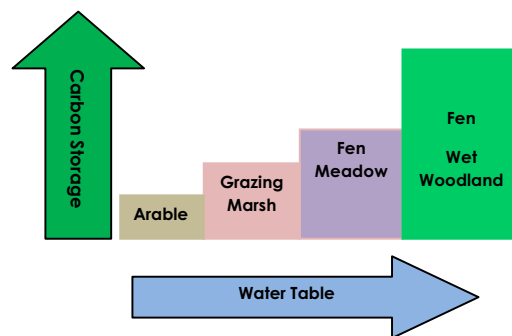 Carbon Storage
Arable
Grazing
Marsh
Fen
Meadow
Fen
Wet
Woodland
Water Table